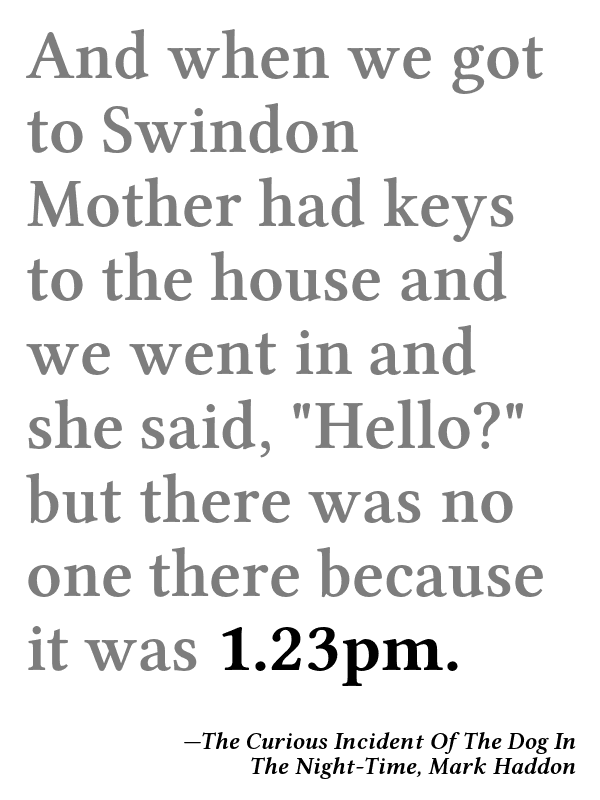 And when we got
to Swindon
Mother had keys
to the house and
we went in and
she said, "Hello?"
but there was no
one there because
it was 1.23pm.
—The Curious Incident Of The Dog In
The Night-Time, Mark Haddon